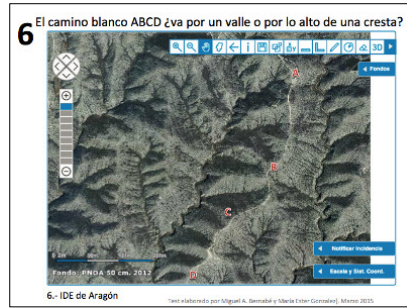 6
El camino blanco ABCD ¿va por un valle o por lo alto de una cresta?
3D
Fondos
A
B
C
D
Notificar Incidencia
Escala y Sist. Coord.
Fondo: PNOA 50 cm. 2012
6.- IDE de Aragón
Test elaborado por Miguel A. Bernabé y María Ester Gonzalez). Marzo 2015